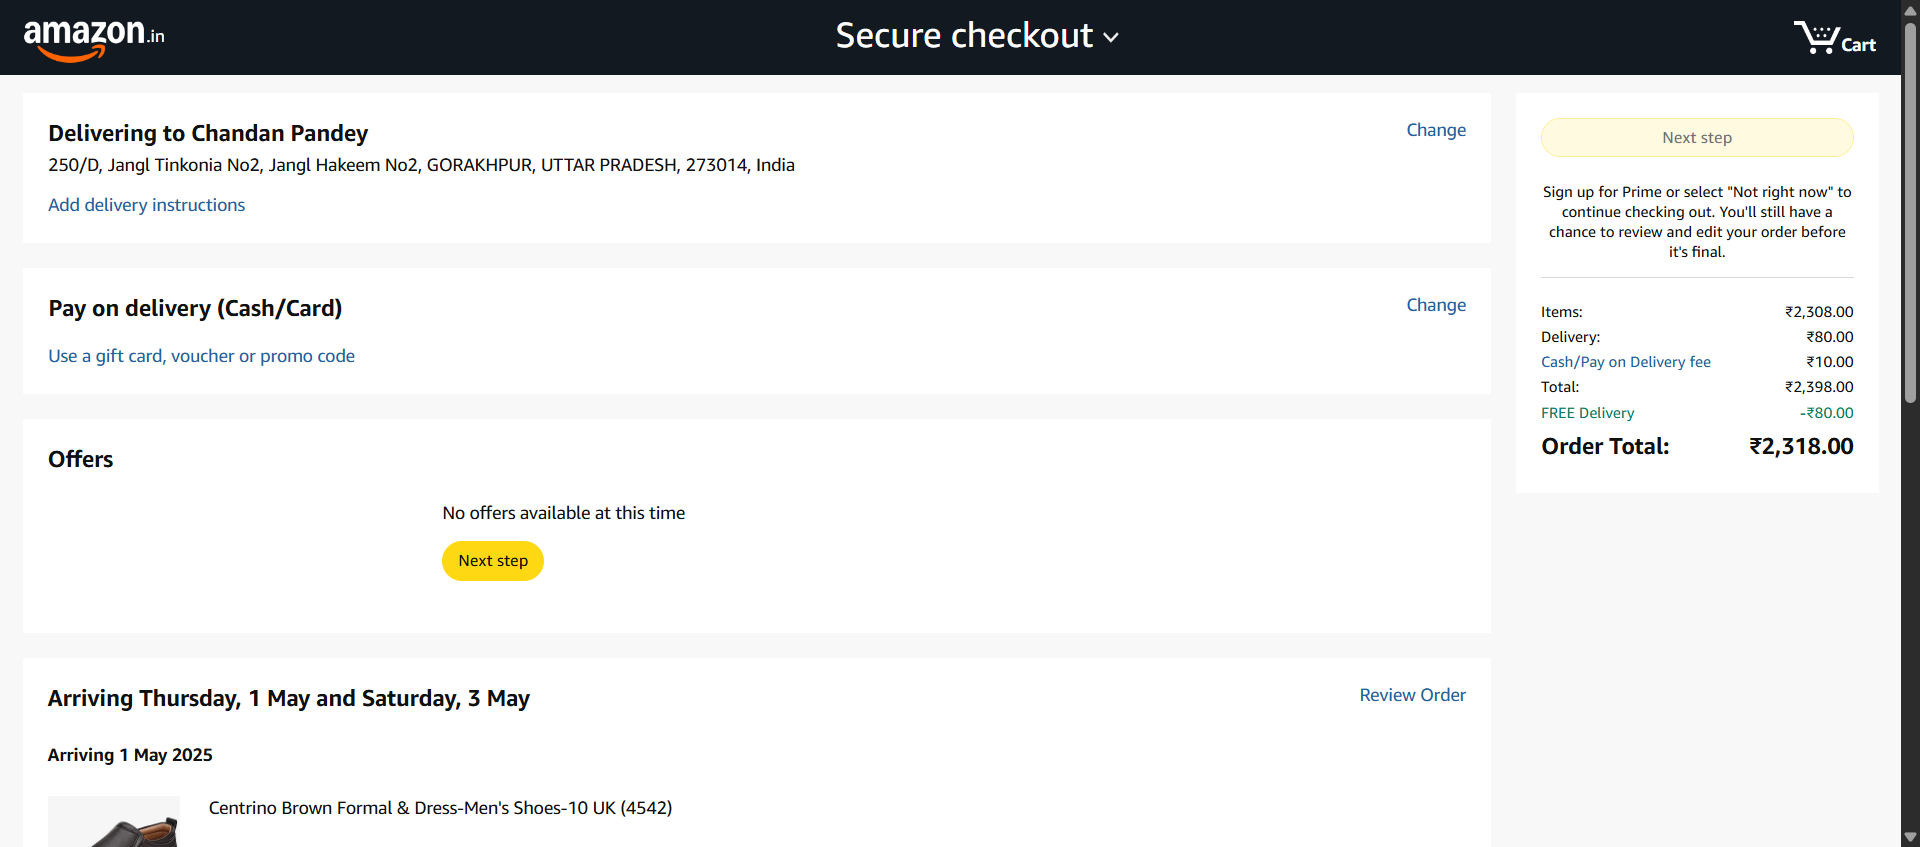 amazon.in
Secure checkout
Cart
Delivering to Chandan Pandey
Change
250/D, Jangl Tinkonia No2, Jangl Hakeem No2, GORAKHPUR, UTTAR PRADESH, 273014, India
Add delivery instructions
Pay on delivery (Cash/Card)
Change
Use a gift card, voucher or promo code
Offers
No offers available at this time
Next step
Arriving Thursday, 1 May and Saturday, 3 May
Review Order
Arriving 1 May 2025
Centrino Brown Formal & Dress-Men's Shoes-10 UK (4542)
Next step
Sign up for Prime or select "Not right now" to
continue checking out. You'll still have a
chance to review and edit your order before
it's final.
Items: ₹2,308.00
Delivery: ₹80.00
Cash/Pay on Delivery fee ₹10.00
Total: ₹2,398.00
FREE Delivery -₹80.00
Order Total: ₹2,318.00